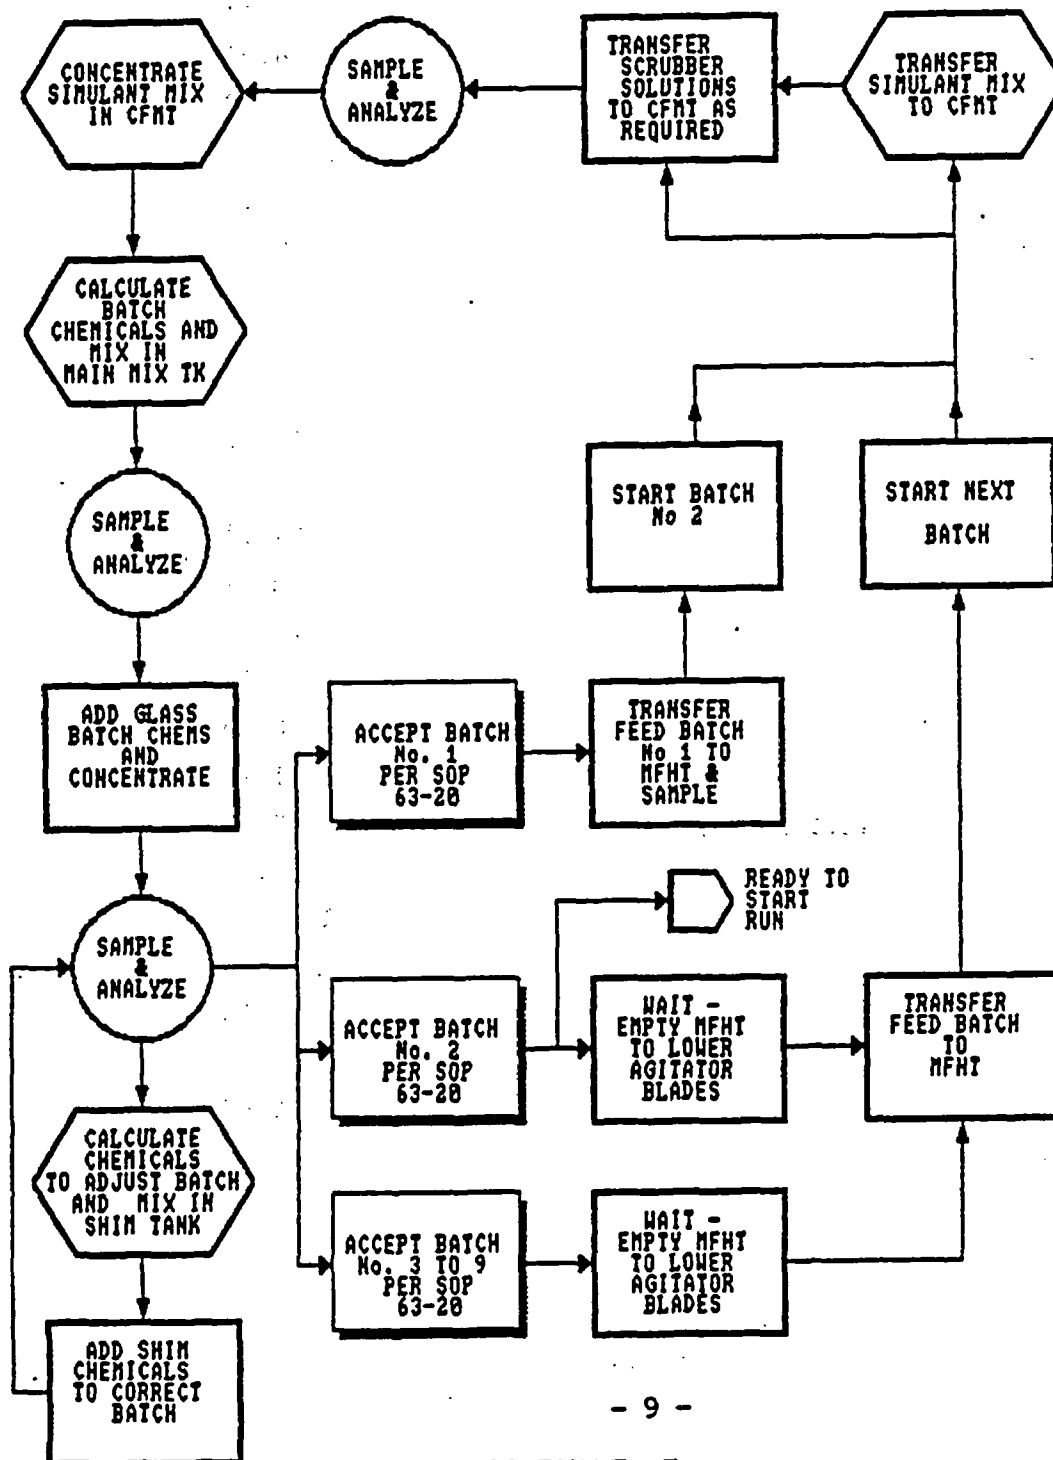 CONCENTRATE
SIMULANT MIX
IN CFMT
SAMPLE
&
ANALYZE
TRANSFER
SCRUBBER
SOLUTIONS
TO CFMT AS
REQUIRED
TRANSFER
SIMULANT MIX
TO CFMT
CALCULATE
BATCH
CHEMICALS AND
MIX IN
MAIN MIX TK
SAMPLE
&
ANALYZE
START BATCH
No 2
START NEXT
BATCH
ADD GLASS
BATCH CHEMS
AND
CONCENTRATE
ACCEPT BATCH
No. 1
PER SOP
63-20
TRANSFER
FEED BATCH
No 1 TO
MFHT &
SAMPLE
READY TO
START
RUN
SAMPLE
&
ANALYZE
ACCEPT BATCH
No. 2
PER SOP
63-20
WAIT -
EMPTY MFHT
TO LOWER
AGITATOR
BLADES
TRANSFER
FEED BATCH
TO
MFHT
CALCULATE
CHEMICALS
TO ADJUST BATCH
AND MIX IN
SHIM TANK
ACCEPT BATCH
No. 3 TO 9
PER SOP
63-20
WAIT -
EMPTY MFHT
TO LOWER
AGITATOR
BLADES
ADD SHIM
CHEMICALS
TO CORRECT
BATCH
- 9 -